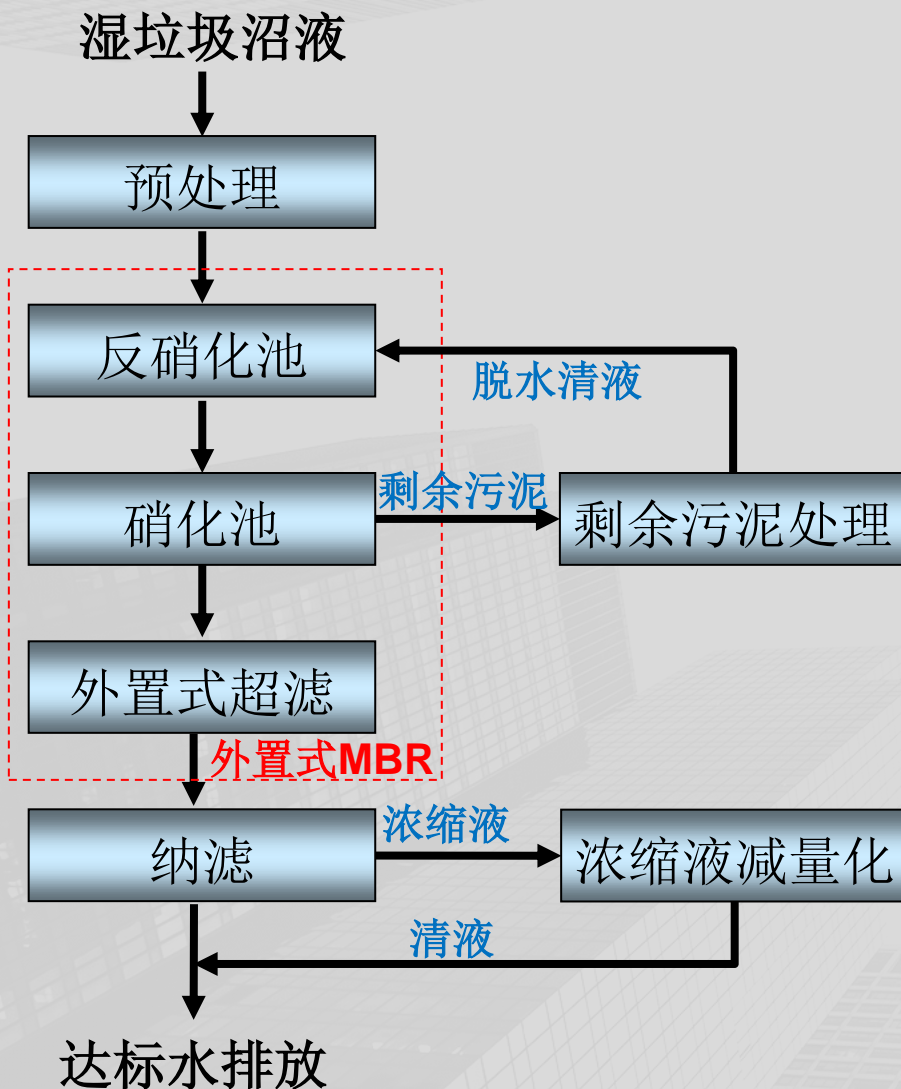 湿垃圾沼液
预处理
反硝化池
脱水清液
硝化池
剩余污泥
剩余污泥处理
外置式超滤
外置式MBR
纳滤
浓缩液
浓缩液减量化
清液
达标水排放